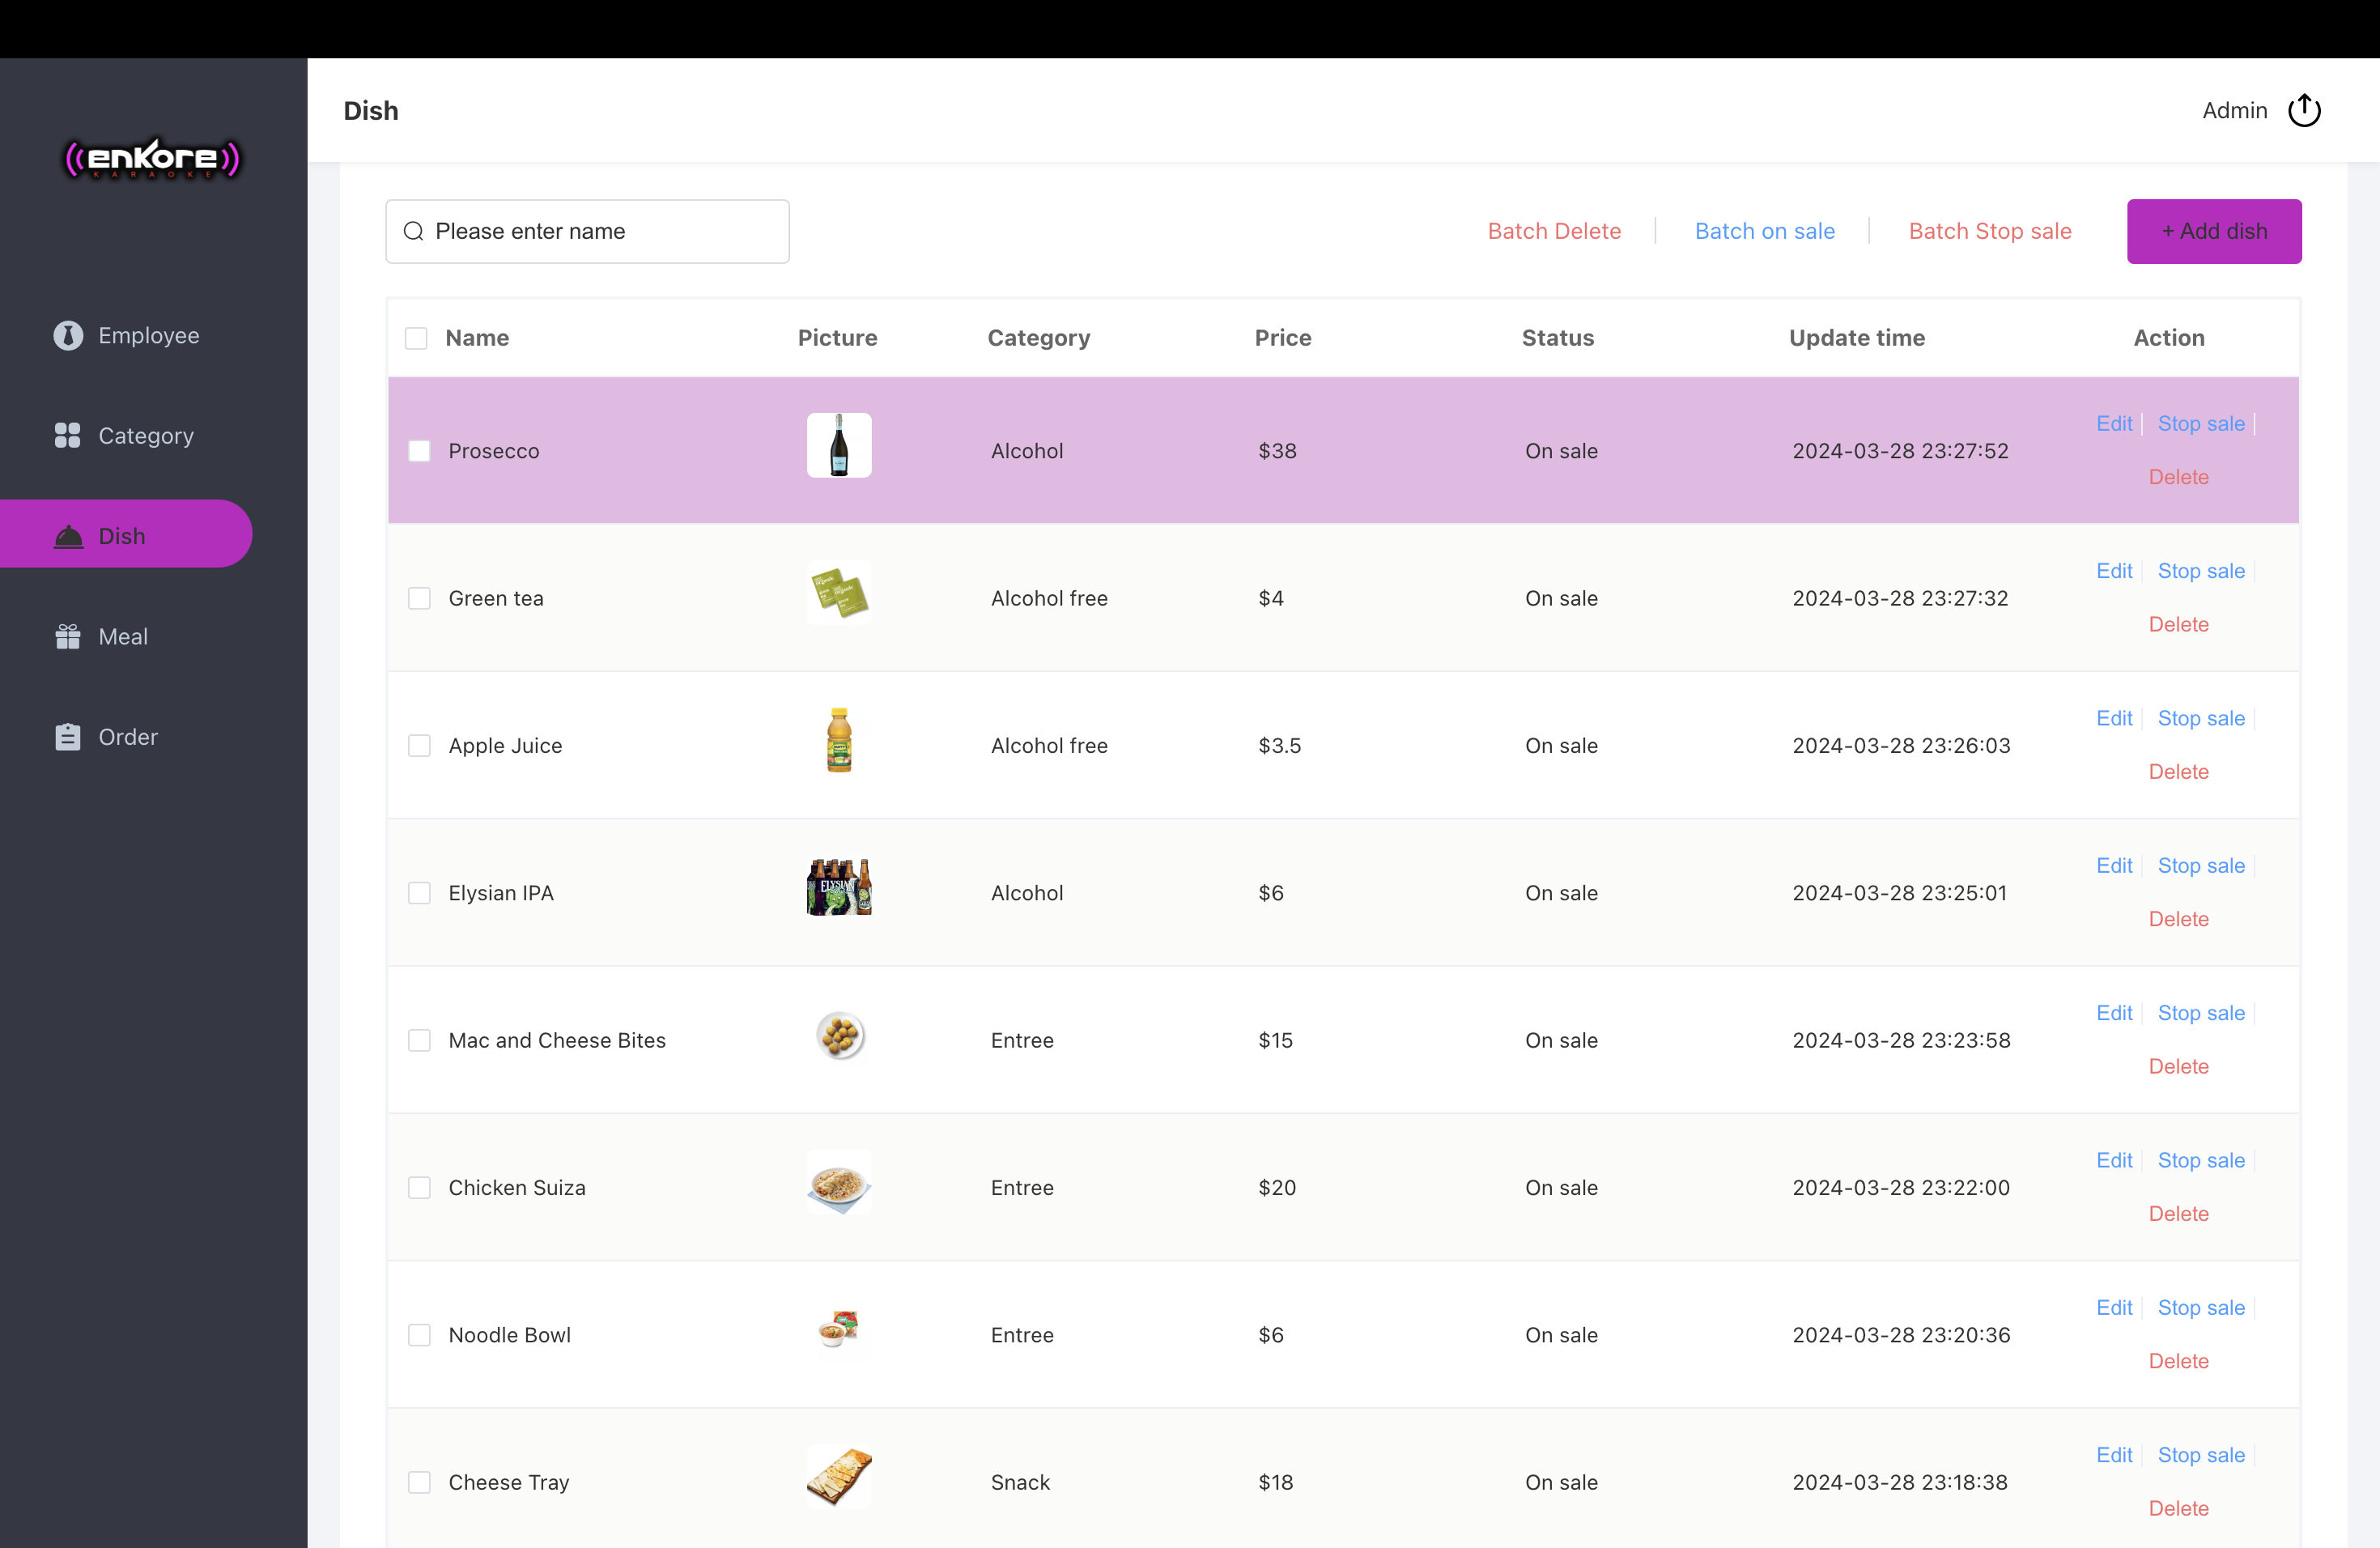 enKore
KARAOKE
Employee
Category
Dish
Meal
Order
Dish
Admin
Please enter name
Batch Delete
Batch on sale
Batch Stop sale
+ Add dish
Name Picture Category Price Status Update time Action
Prosecco Alcohol $38 On sale 2024-03-28 23:27:52 Edit Stop sale
Delete
Green tea Alcohol free $4 On sale 2024-03-28 23:27:32 Edit Stop sale
Delete
Apple Juice Alcohol free $3.5 On sale 2024-03-28 23:26:03 Edit Stop sale
Delete
Elysian IPA ELYSIAN Alcohol $6 On sale 2024-03-28 23:25:01 Edit Stop sale
Delete
Mac and Cheese Bites Entree $15 On sale 2024-03-28 23:23:58 Edit Stop sale
Delete
Chicken Suiza Entree $20 On sale 2024-03-28 23:22:00 Edit Stop sale
Delete
Noodle Bowl Entree $6 On sale 2024-03-28 23:20:36 Edit Stop sale
Delete
Cheese Tray Snack $18 On sale 2024-03-28 23:18:38 Edit Stop sale
Delete